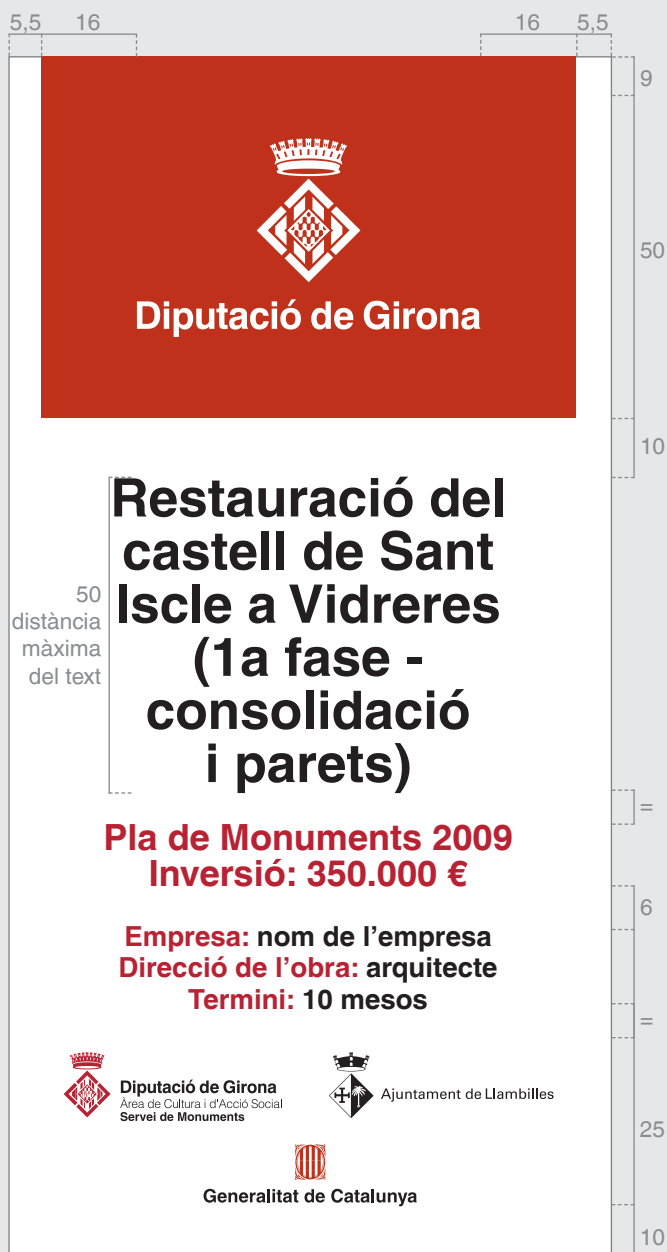 5,5 16 16 5,5
9
Diputació de Girona
50
10
Restauració del
castell de Sant
Iscle a Vidreres
(1a fase -
consolidació
i parets)
50
distància
màxima
del text
=
Pla de Monuments 2009
Inversió: 350.000 €
6
Empresa: nom de l’empresa
Direcció de l’obra: arquitecte
Termini: 10 mesos
=
Diputació de Girona
Àrea de Cultura i d'Acció Social
Servei de Monuments
Ajuntament de Llambilles
25
Generalitat de Catalunya
10